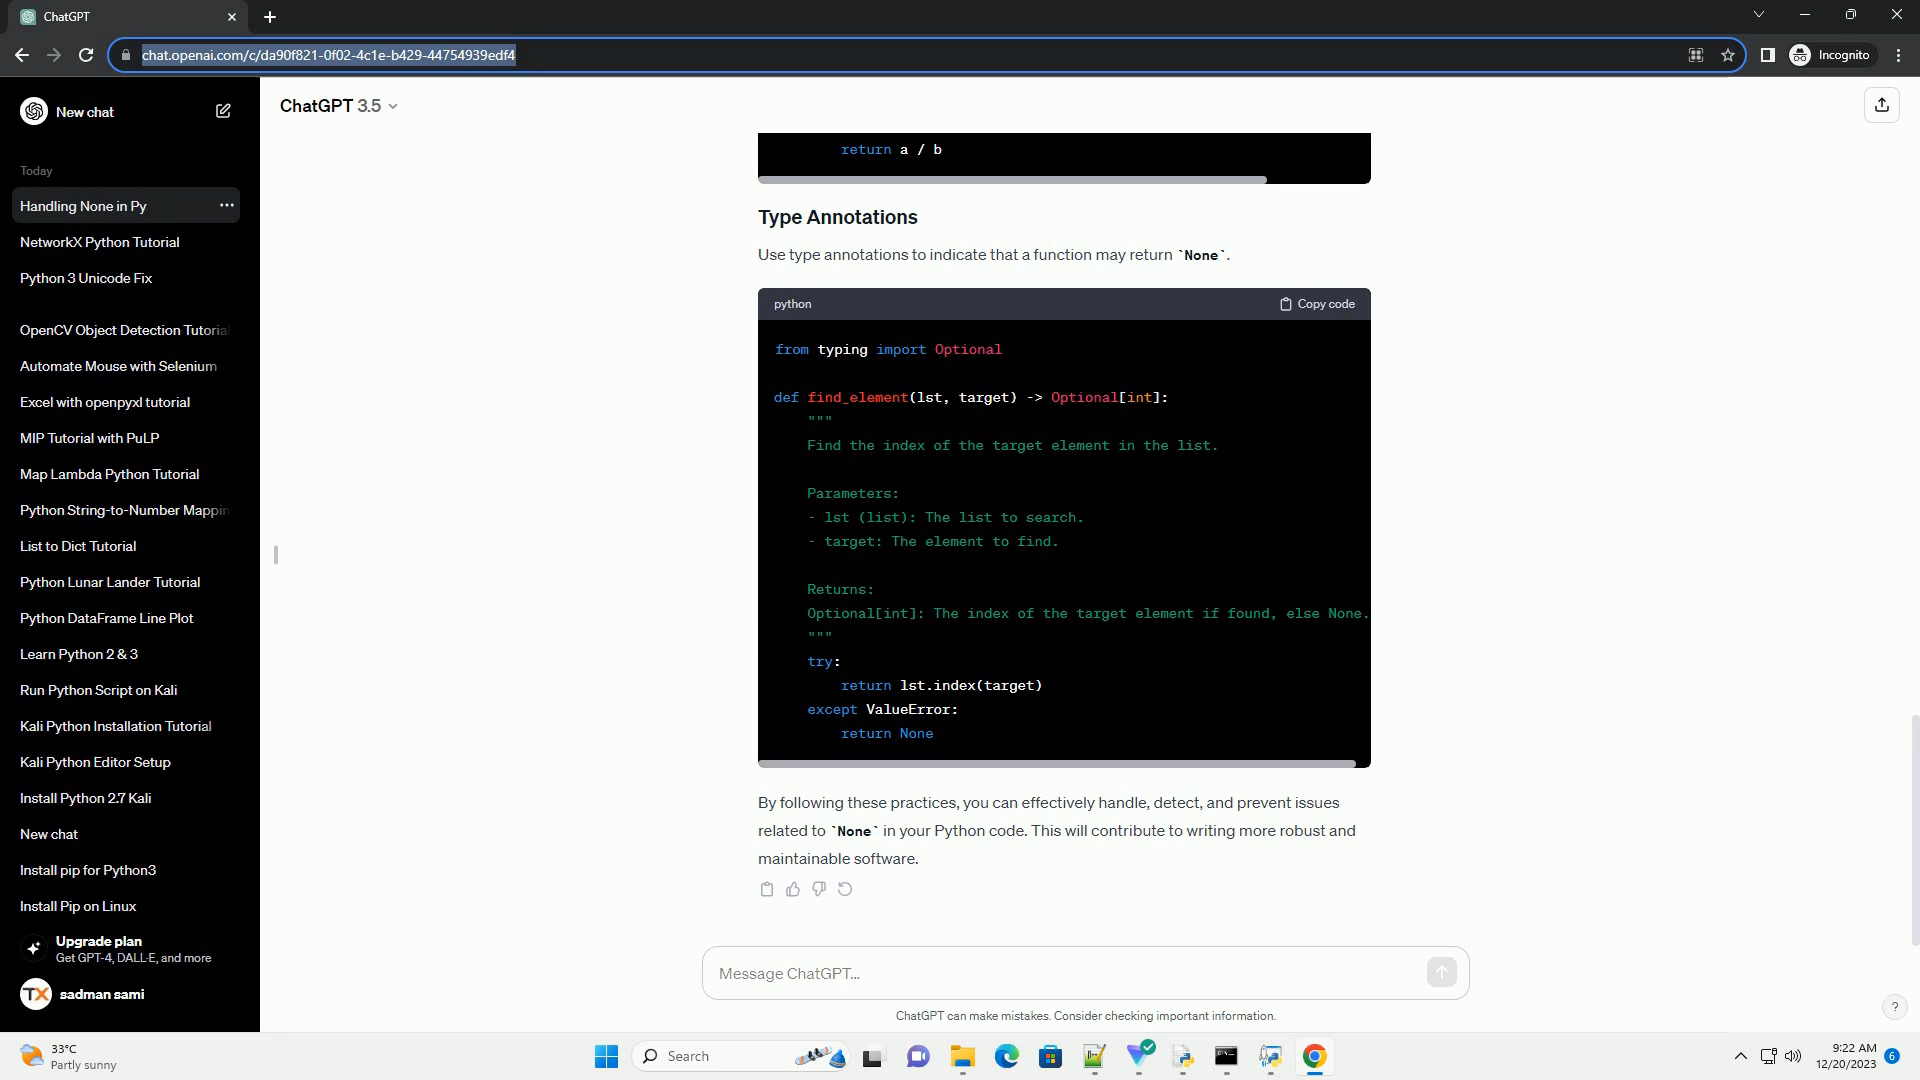 ChatGPT
chat.openai.com/c/da90f821-0f02-4c1e-b429-44754939edf4
Incognito
New chat
Today
Handling None in Py
NetworkX Python Tutorial
Python 3 Unicode Fix
OpenCV Object Detection Tutorial
Automate Mouse with Selenium
Excel with openpyxl tutorial
MIP Tutorial with PuLP
Map Lambda Python Tutorial
Python String-to-Number Mappin
List to Dict Tutorial
Python Lunar Lander Tutorial
Python DataFrame Line Plot
Learn Python 2 & 3
Run Python Script on Kali
Kali Python Installation Tutorial
Kali Python Editor Setup
Install Python 2.7 Kali
New chat
Install pip for Python3
Install Pip on Linux
Upgrade plan
Get GPT-4, DALL·E, and more
TX sadman sami
ChatGPT 3.5
return a / b
Type Annotations
Use type annotations to indicate that a function may return `None`.
python
Copy code
from typing import Optional
def find_element(lst, target) -> Optional[int]:
"""
Find the index of the target element in the list.
Parameters:
- lst (list): The list to search.
- target: The element to find.
Returns:
Optional[int]: The index of the target element if found, else None.
"""
try:
return lst.index(target)
except ValueError:
return None
By following these practices, you can effectively handle, detect, and prevent issues
related to `None` in your Python code. This will contribute to writing more robust and
maintainable software.
Message ChatGPT...
ChatGPT can make mistakes. Consider checking important information.
?
33°C
Partly sunny
Search
9:22 AM
12/20/2023
6